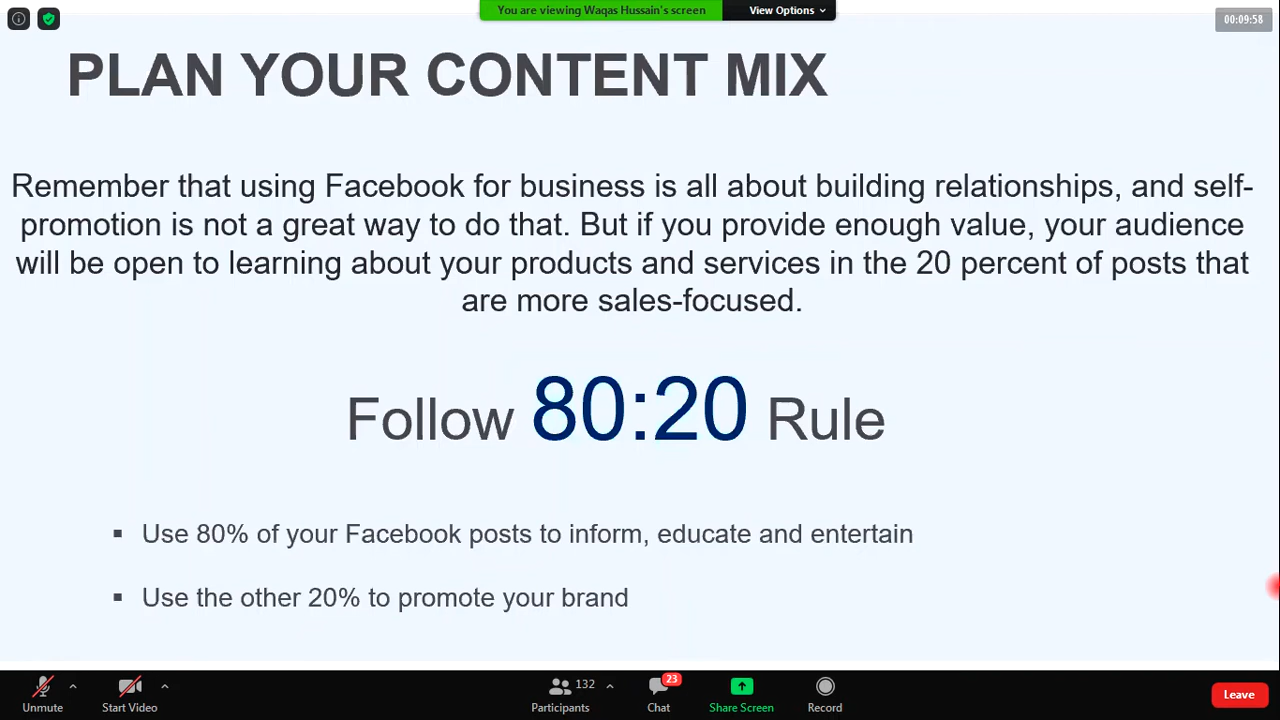 You are viewing Waqas Hussain's screen
View Options
00:09:58
PLAN YOUR CONTENT MIX
Remember that using Facebook for business is all about building relationships, and self-
promotion is not a great way to do that. But if you provide enough value, your audience
will be open to learning about your products and services in the 20 percent of posts that
are more sales-focused.
Follow 80:20 Rule
▪ Use 80% of your Facebook posts to inform, educate and entertain
▪ Use the other 20% to promote your brand
Unmute
Start Video
132
Participants
23
Chat
Share Screen
Record
Leave